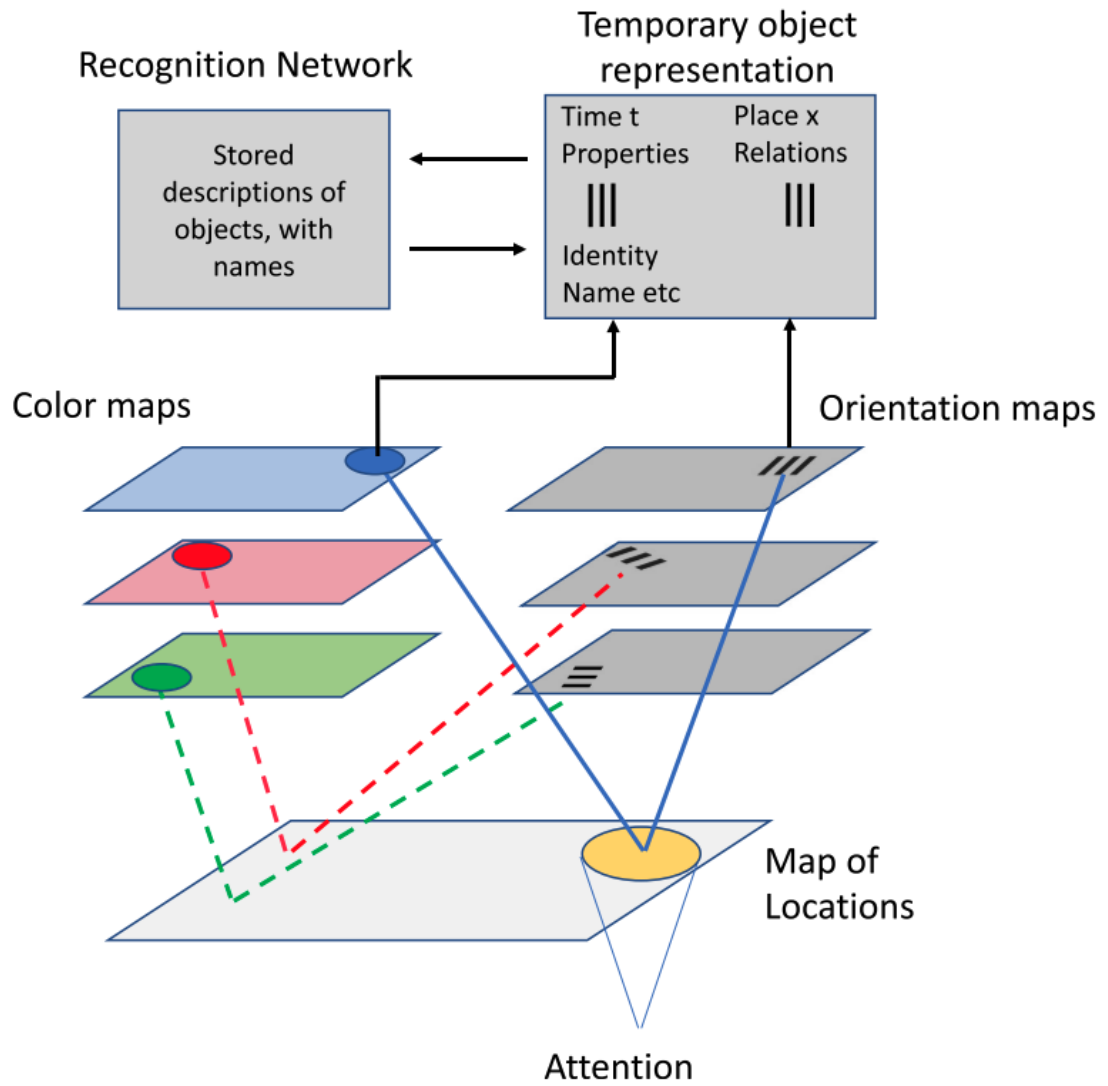 Temporary object
representation
Recognition Network
Stored
descriptions of
objects, with
names
Time t
Properties
Place x
Relations
Identity
Name etc
Color maps
Orientation maps
Map of
Locations
Attention